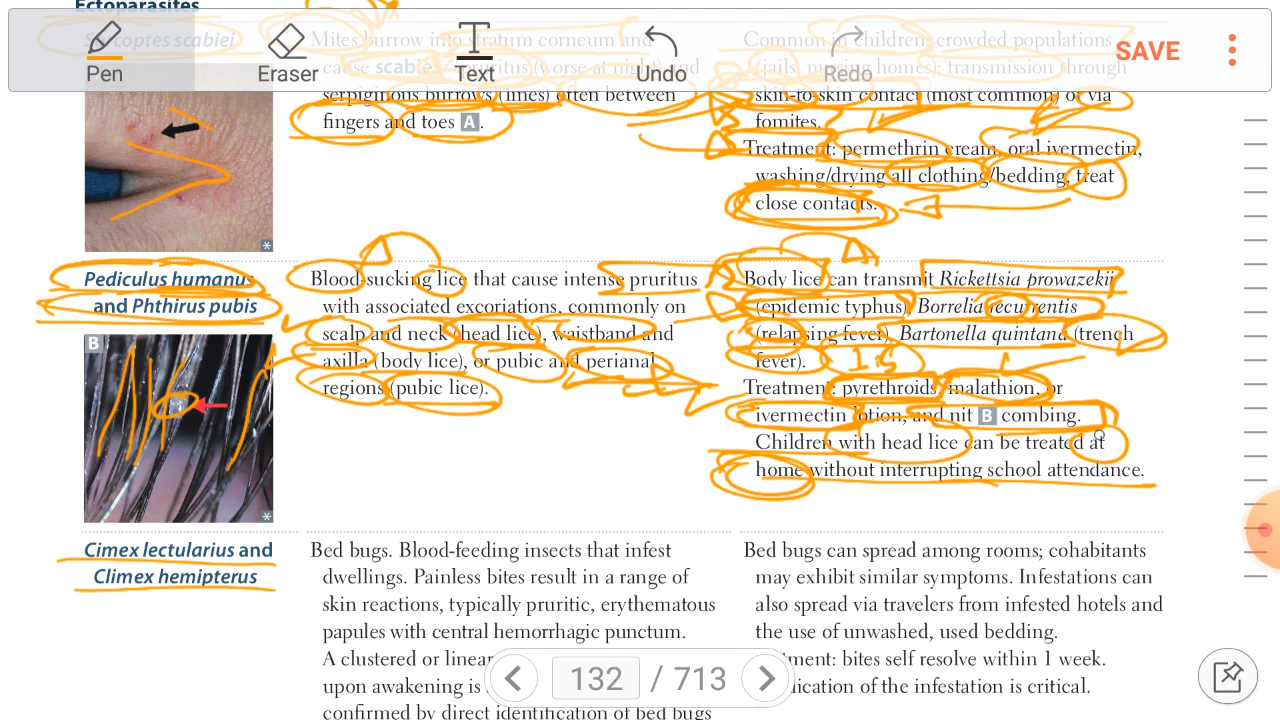 Ectoparasites
SAVE
Pen
Eraser
Text
Undo
Redo
Sarcoptes scabiei
Mites burrow into stratum corneum and
cause scabies pruritus (worse at night) and
serpiginous burrows (lines) often between
fingers and toes A.
Common in children, crowded populations
(jails, nursing homes); transmission through
skin-to-skin contact (most common) or via
fomites.
Treatment: permethrin cream, oral ivermectin,
washing/drying all clothing/bedding, treat
close contacts.
Pediculus humanus
and Phthirus pubis
B
Blood-sucking lice that cause intense pruritus
with associated excoriations, commonly on
scalp and neck (head lice), waistband and
axilla (body lice), or pubic and perianal
regions (pubic lice).
Body lice can transmit Rickettsia prowazekii
(epidemic typhus), Borrelia recurrentis
(relapsing fever), Bartonella quintana (trench
fever).
Treatment: pyrethroids, malathion, or
ivermectin lotion, and nit B combing.
Children with head lice can be treated at
home without interrupting school attendance.
Cimex lectularius and
Climex hemipterus
Bed bugs. Blood-feeding insects that infest
dwellings. Painless bites result in a range of
skin reactions, typically pruritic, erythematous
papules with central hemorrhagic punctum.
A clustered or linear
upon awakening is
confirmed by direct identification of bed bugs
Bed bugs can spread among rooms; cohabitants
may exhibit similar symptoms. Infestations can
also spread via travelers from infested hotels and
the use of unwashed, used bedding.
tment: bites self resolve within 1 week.
dication of the infestation is critical.
132 / 713